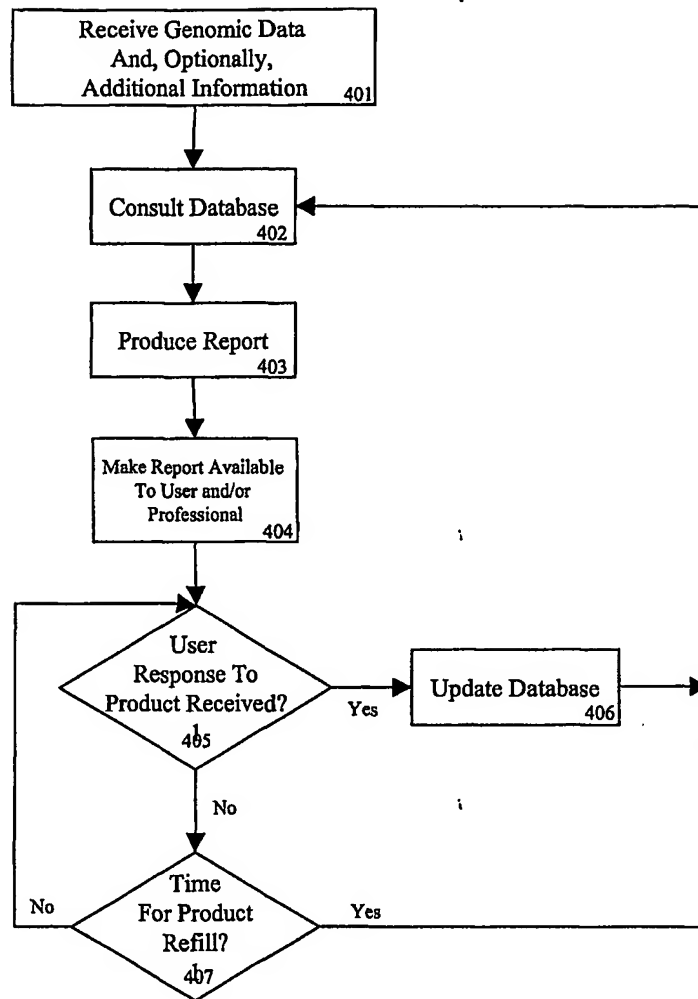 Receive Genomic Data
And, Optionally,
Additional Information
401
Consult Database
402
Produce Report
403
Make Report Available
To User and/or
Professional
404
User
Response To
Product Received?
405
Yes
Update Database
406
No
Time
For Product
Refill?
407
No
Yes